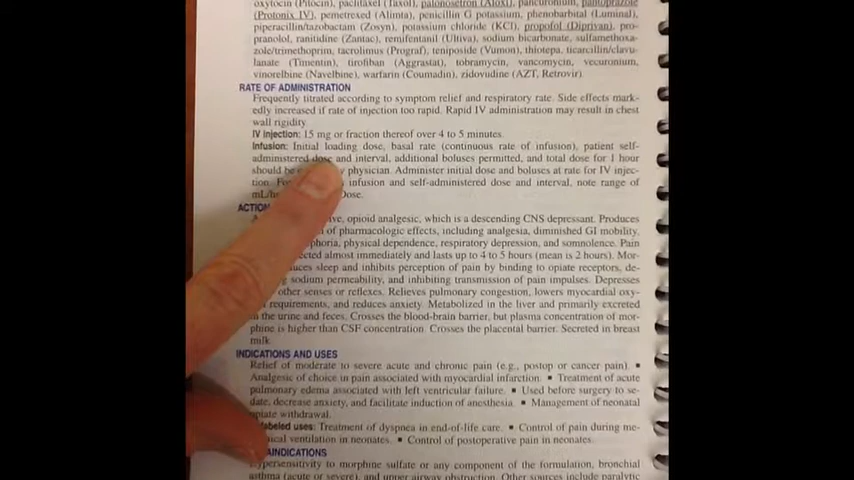 oxytocin (Pitocin), paclitaxel (Taxol), palonosetron (Aloxi), pancuronium, pantoprazole
(Protonix IV), pemetrexed (Alimta), penicillin G potassium, phenobarbital (Luminal),
piperacillin/tazobactam (Zosyn), potassium chloride (KCl), propofol (Diprivan), pro-
pranolol, ranitidine (Zantac), remifentanil (Ultiva), sodium bicarbonate, sulfamethoxa-
zole/trimethoprim, tacrolimus (Prograf), teniposide (Vumon), thiotepa, ticarcillin/clavu-
lanate (Timentin), tirofiban (Aggrastat), tobramycin, vancomycin, vecuronium,
vinorelbine (Navelbine), warfarin (Coumadin), zidovudine (AZT, Retrovir).
RATE OF ADMINISTRATION
Frequently titrated according to symptom relief and respiratory rate. Side effects mark-
edly increased if rate of injection too rapid. Rapid IV administration may result in chest
wall rigidity.
IV Injection: 15 mg or fraction thereof over 4 to 5 minutes.
Infusion: Initial loading dose, basal rate (continuous rate of infusion), patient self-
administered dose and interval, additional boluses permitted, and total dose for 1 hour
should be physician. Administer initial dose and boluses at rate for IV injec-
tion. infusion and self-administered dose and interval, note range of
mL/ Dose.
ACTION
opioid analgesic, which is a descending CNS depressant. Produces
of pharmacologic effects, including analgesia, diminished GI mobility,
physical dependence, respiratory depression, and somnolence. Pain
almost immediately and lasts up to 4 to 5 hours (mean is 2 hours). Mor-
sleep and inhibits perception of pain by binding to opiate receptors, de-
sodium permeability, and inhibiting transmission of pain impulses. Depresses
other senses or reflexes. Relieves pulmonary congestion, lowers myocardial oxy-
requirements, and reduces anxiety. Metabolized in the liver and primarily excreted
in the urine and feces. Crosses the blood-brain barrier, but plasma concentration of mor-
phine is higher than CSF concentration. Crosses the placental barrier. Secreted in breast
milk.
INDICATIONS AND USES
Relief of moderate to severe acute and chronic pain (e.g., postop or cancer pain). ▪
Analgesic of choice in pain associated with myocardial infarction. ▪ Treatment of acute
pulmonary edema associated with left ventricular failure. ▪ Used before surgery to se-
date, decrease anxiety, and facilitate induction of anesthesia. ▪ Management of neonatal
opiate withdrawal.
labeled uses: Treatment of dyspnea in end-of-life care. ▪ Control of pain during me-
ical ventilation in neonates. ▪ Control of postoperative pain in neonates.
AINDICATIONS
Hypersensitivity to morphine sulfate or any component of the formulation, bronchial
asthma (acute or severe), and upper airway obstruction. Other sources include paralytic